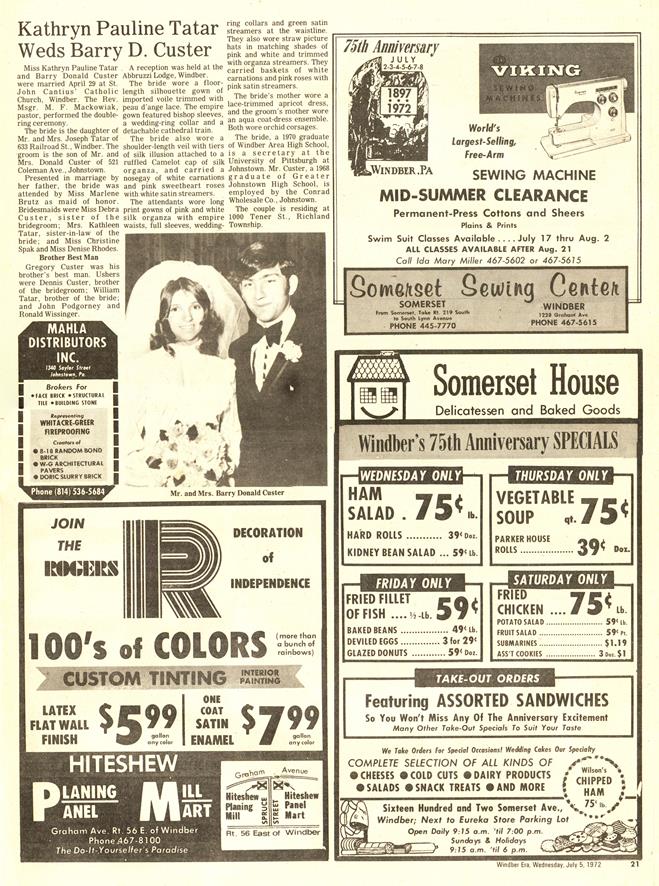 Kathryn Pauline Tatar
Weds Barry D. Custer
Miss Kathryn Pauline Tatar
and Barry Donald Custer
were married April 29 at St.
John Cantius' Catholic
Church, Windber. The Rev.
Msgr. M. F. Mackowiak,
pastor, performed the double-
ring ceremony.
The bride is the daughter of
Mr. and Mrs. Joseph Tatar of
633 Railroad St., Windber. The
groom is the son of Mr. and
Mrs. Donald Custer of 521
Coleman Ave., Johnstown.
Presented in marriage by
her father, the bride was
attended by Miss Marlene
Brutz as maid of honor.
Bridesmaids were Miss Debra
Custer, sister of the
bridegroom; Mrs. Kathleen
Tatar, sister-in-law of the
bride; and Miss Christine
Spak and Miss Denise Rhodes.
Brother Best Man
Gregory Custer was his
brother's best man. Ushers
were Dennis Custer, brother
of the bridegroom; William
Tatar, brother of the bride;
and John Podgorney and
Ronald Wissinger.
A reception was held at the
Abbruzzi Lodge, Windber.
The bride wore a floor-
length silhouette gown of
imported voile trimmed with
peau d'ange lace. The empire
gown featured bishop sleeves,
a wedding-ring collar and a
detachable cathedral train.
The bride also wore a
shoulder-length veil with tiers
of silk illusion attached to a
ruffled Camelot cap of silk
organza, and carried a
nosegay of white carnations
and pink sweetheart roses
with white satin streamers.
The attendants wore long
print gowns of pink and white
silk organza with empire
waists, full sleeves, wedding-
ring collars and green satin
streamers at the waistline.
They also wore straw picture
hats in matching shades of
pink and white and trimmed
with organza streamers. They
carried baskets of white
carnations and pink roses with
pink satin streamers.
The bride's mother wore a
lace-trimmed apricot dress,
and the groom's mother wore
an aqua coat-dress ensemble.
Both wore orchid corsages.
The bride, a 1970 graduate
of Windber Area High School,
is a secretary at the
University of Pittsburgh at
Johnstown. Mr. Custer, a 1968
graduate of Greater
Johnstown High School, is
employed by the Conrad
Wholesale Co., Johnstown.
The couple is residing at
1000 Tener St., Richland
Township.
Mr. and Mrs. Barry Donald Custer
MAHLA
DISTRIBUTORS
INC.
1340 Saylor Street
Johnstown, Pa.
Brokers For
• FACE BRICK • STRUCTURAL
TILE • BUILDING STONE
Representing
WHITACRE-GREER
FIREPROOFING
Creators of
● B-18 RANDOM BOND
BRICK
● W-G ARCHITECTURAL
PAVERS
● DORIC SLURRY BRICK
Phone (814) 536-5684
JOIN
THE
ROGERS
R
DECORATION
of
INDEPENDENCE
100's of COLORS (more than
a bunch of
rainbows)
CUSTOM TINTING INTERIOR
PAINTING
LATEX
FLAT WALL
FINISH
$5.99
gallon
any color
ONE
COAT
SATIN
ENAMEL
$7.99
gallon
any color
HITESHEW
PLANING MILL
PANEL MART
Graham Ave. Rt. 56 E. of Windber
Phone 467-8100
The Do-It-Yourselfer's Paradise
Graham Avenue
Hiteshew
Planing
Mill
SPRUCE
STREET
Hiteshew
Panel
Mart
Rt. 56 East of Windber
75th Anniversary
JULY
2-3-4-5-6-7-8
1897
to
1972
WINDBER, PA
VIKING
SEWING
MACHINES
World's
Largest-Selling,
Free-Arm
SEWING MACHINE
MID-SUMMER CLEARANCE
Permanent-Press Cottons and Sheers
Plains & Prints
Swim Suit Classes Available .... July 17 thru Aug. 2
ALL CLASSES AVAILABLE AFTER Aug. 21
Call Ida Mary Miller 467-5602 or 467-5615
Somerset Sewing Center
SOMERSET
From Somerset, Take Rt. 219 South
to South Lynn Avenue
PHONE 445-7770
WINDBER
1228 Graham Ave
PHONE 467-5615
Somerset House
Delicatessen and Baked Goods
Windber's 75th Anniversary SPECIALS
WEDNESDAY ONLY
HAM
SALAD . 75¢ lb.
HARD ROLLS ........... 39¢ Doz.
KIDNEY BEAN SALAD ... 59¢ Lb.
THURSDAY ONLY
VEGETABLE
SOUP qt. 75¢
PARKER HOUSE
ROLLS ................ 39¢ Doz.
FRIDAY ONLY
FRIED FILLET
OF FISH .... ½-Lb. 59¢
BAKED BEANS ................ 49¢ Lb.
DEVILED EGGS .......... 3 for 29¢
GLAZED DONUTS ......... 59¢ Doz.
SATURDAY ONLY
FRIED
CHICKEN .... 75¢ Lb.
POTATO SALAD .................... 59¢ Lb.
FRUIT SALAD ...................... 59¢ Pt.
SUBMARINES ...................... $1.19
ASS'T COOKIES ............... 3 Doz. $1
TAKE-OUT ORDERS
Featuring ASSORTED SANDWICHES
So You Won't Miss Any Of The Anniversary Excitement
Many Other Take-Out Specials To Suit Your Taste
We Take Orders For Special Occasions! Wedding Cakes Our Specialty
COMPLETE SELECTION OF ALL KINDS OF
● CHEESES ● COLD CUTS ● DAIRY PRODUCTS
● SALADS ● SNACK TREATS ● AND MORE
Wilson's
CHIPPED
HAM
75¢ lb.
Sixteen Hundred and Two Somerset Ave.,
Windber; Next to Eureka Store Parking Lot
Open Daily 9:15 a.m. 'til 7:00 p.m.
Sundays & Holidays
9:15 a.m. 'til 6 p.m.
Windber Era, Wednesday, July 5, 1972 21